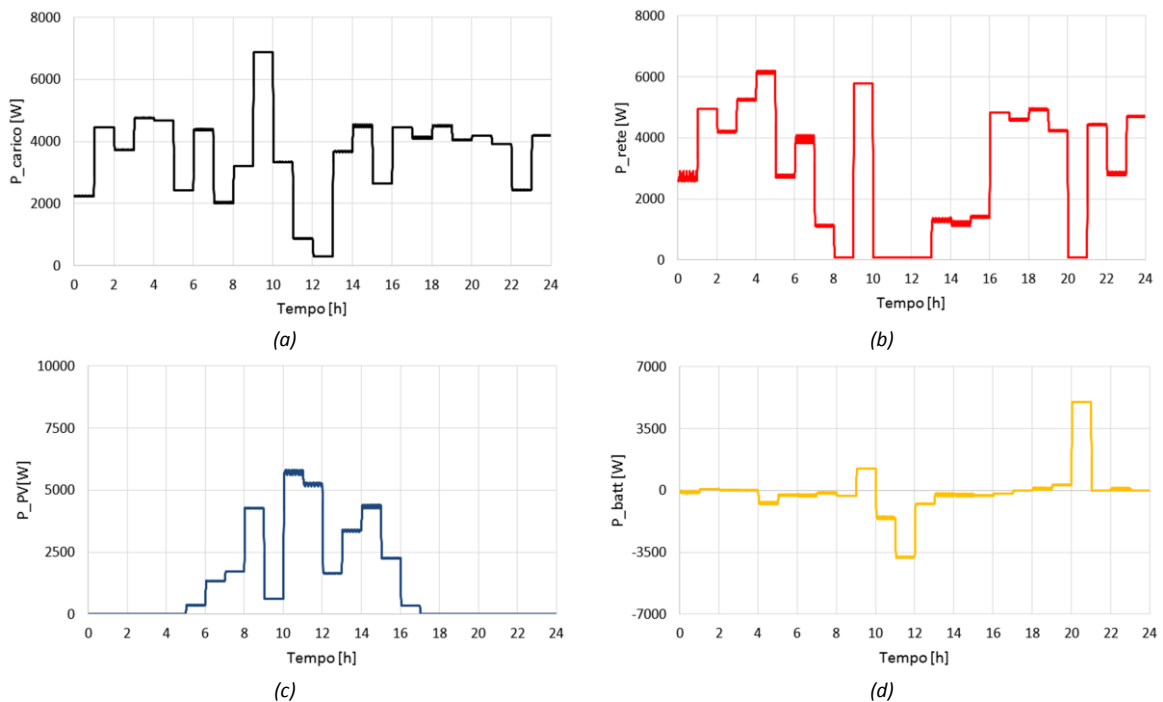 8000
6000
4000
2000
0
P_carico [W]
0 2 4 6 8 10 12 14 16 18 20 22 24
Tempo [h]
(a)
8000
6000
4000
2000
0
P_rete [W]
0 2 4 6 8 10 12 14 16 18 20 22 24
Tempo [h]
(b)
10000
7500
5000
2500
0
P_PV[W]
0 2 4 6 8 10 12 14 16 18 20 22 24
Tempo [h]
(c)
7000
3500
0
-3500
-7000
P_batt [W]
0 2 4 6 8 10 12 14 16 18 20 22 24
Tempo [h]
(d)